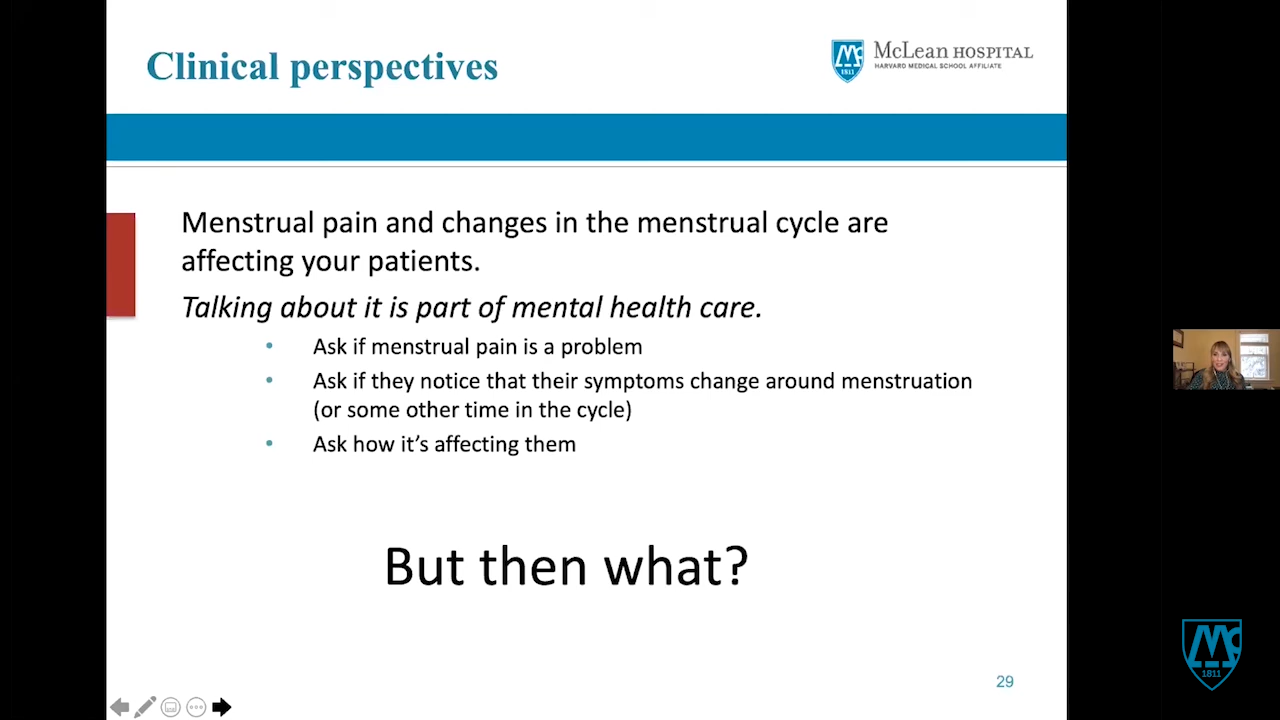 Clinical perspectives
McLean HOSPITAL
HARVARD MEDICAL SCHOOL AFFILIATE
1811
Menstrual pain and changes in the menstrual cycle are
affecting your patients.
Talking about it is part of mental health care.
• Ask if menstrual pain is a problem
• Ask if they notice that their symptoms change around menstruation
(or some other time in the cycle)
• Ask how it’s affecting them
But then what?
29
1811